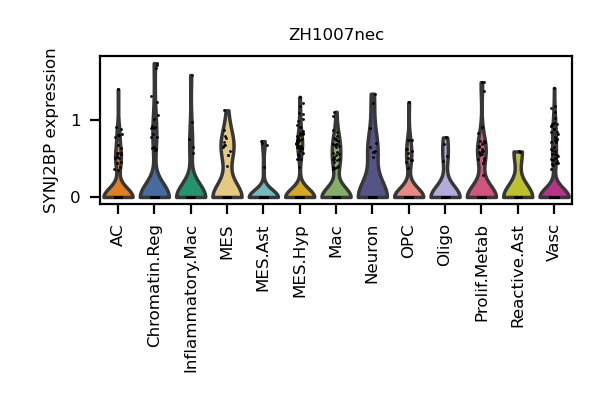 ZH1007nec
SYNJ2BP expression
1
0
AC
Chromatin.Reg
Inflammatory.Mac
MES
MES.Ast
MES.Hyp
Mac
Neuron
OPC
Oligo
Prolif.Metab
Reactive.Ast
Vasc